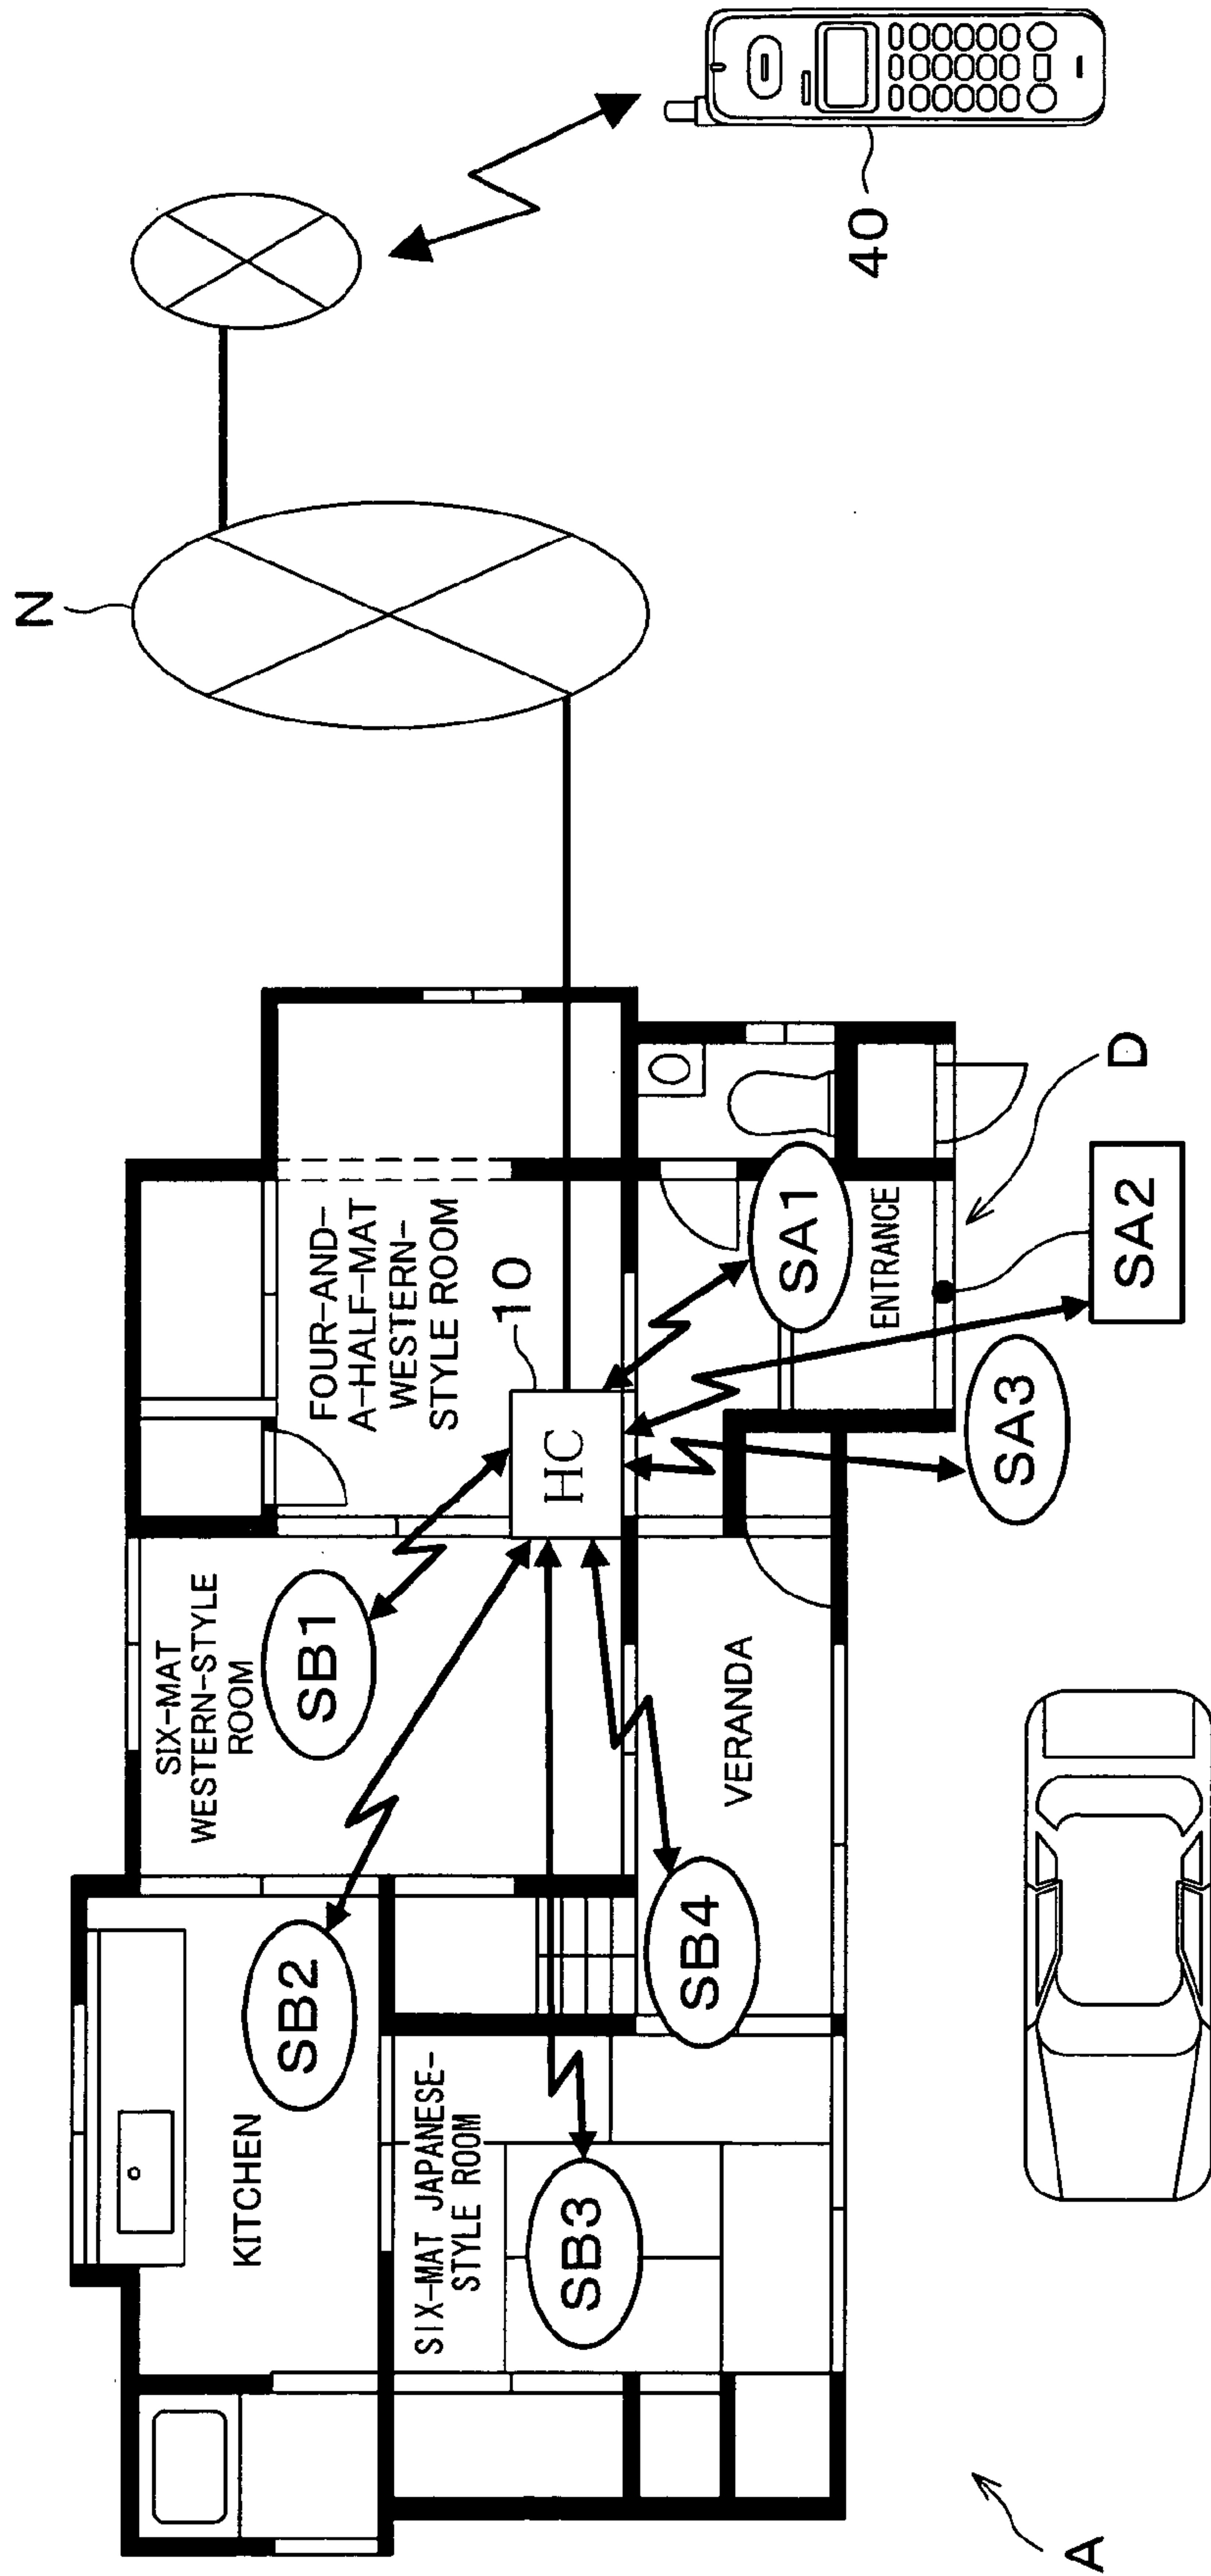 N
40
KITCHEN
SB2
SIX-MAT
WESTERN-STYLE
ROOM
SB1
FOUR-AND-
A-HALF-MAT
WESTERN-
STYLE ROOM
10
HC
SIX-MAT JAPANESE-
STYLE ROOM
SB3
SB4
VERANDA
SA1
ENTRANCE
SA3
SA2
D
A